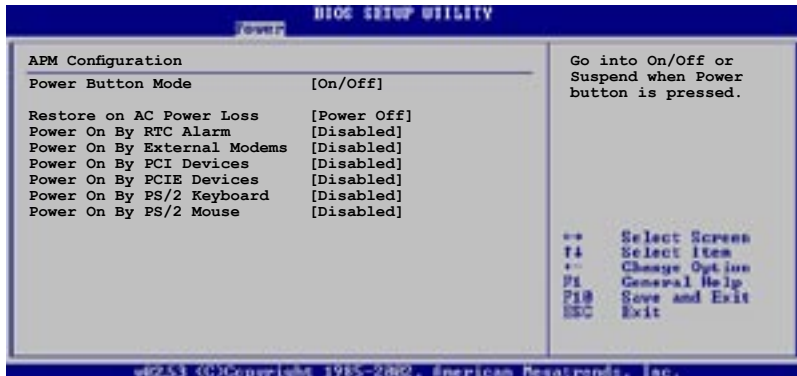 BIOS SETUP UTILITY
Power
APM Configuration
Power Button Mode [On/Off]
Restore on AC Power Loss [Power Off]
Power On By RTC Alarm [Disabled]
Power On By External Modems [Disabled]
Power On By PCI Devices [Disabled]
Power On By PCIE Devices [Disabled]
Power On By PS/2 Keyboard [Disabled]
Power On By PS/2 Mouse [Disabled]
Go into On/Off or
Suspend when Power
button is pressed.
←→ Select Screen
↑↓ Select Item
+- Change Option
F1 General Help
F10 Save and Exit
ESC Exit
v02.53 (C)Copyright 1985-2002, American Megatrends, Inc.